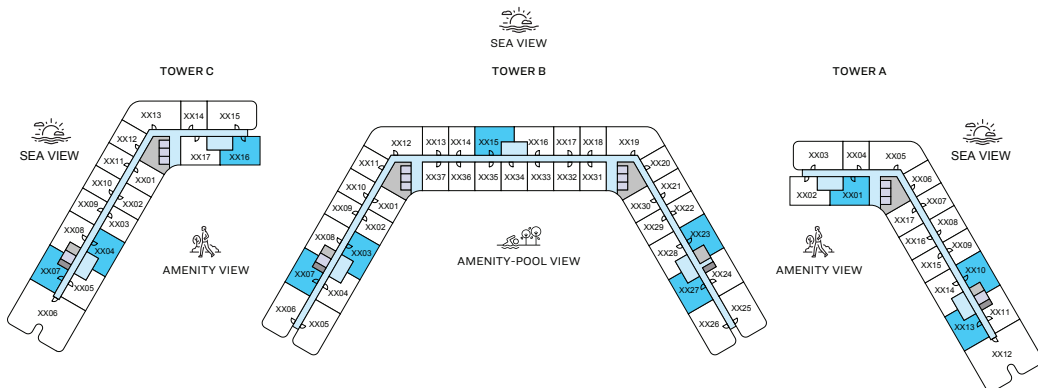 SEA VIEW
TOWER C
TOWER B
TOWER A
SEA VIEW
AMENITY VIEW
XX13
XX14
XX15
XX12
XX11
XX10
XX09
XX08
XX07
XX06
XX05
XX04
XX03
XX02
XX01
XX17
XX16
AMENITY-POOL VIEW
XX12
XX13
XX14
XX15
XX16
XX17
XX18
XX19
XX11
XX10
XX09
XX08
XX07
XX06
XX05
XX04
XX03
XX02
XX01
XX37
XX36
XX35
XX34
XX33
XX32
XX31
XX30
XX29
XX28
XX27
XX26
XX20
XX21
XX22
XX23
XX24
XX25
SEA VIEW
AMENITY VIEW
XX03
XX04
XX05
XX02
XX01
XX06
XX07
XX08
XX09
XX10
XX11
XX12
XX17
XX16
XX15
XX14
XX13